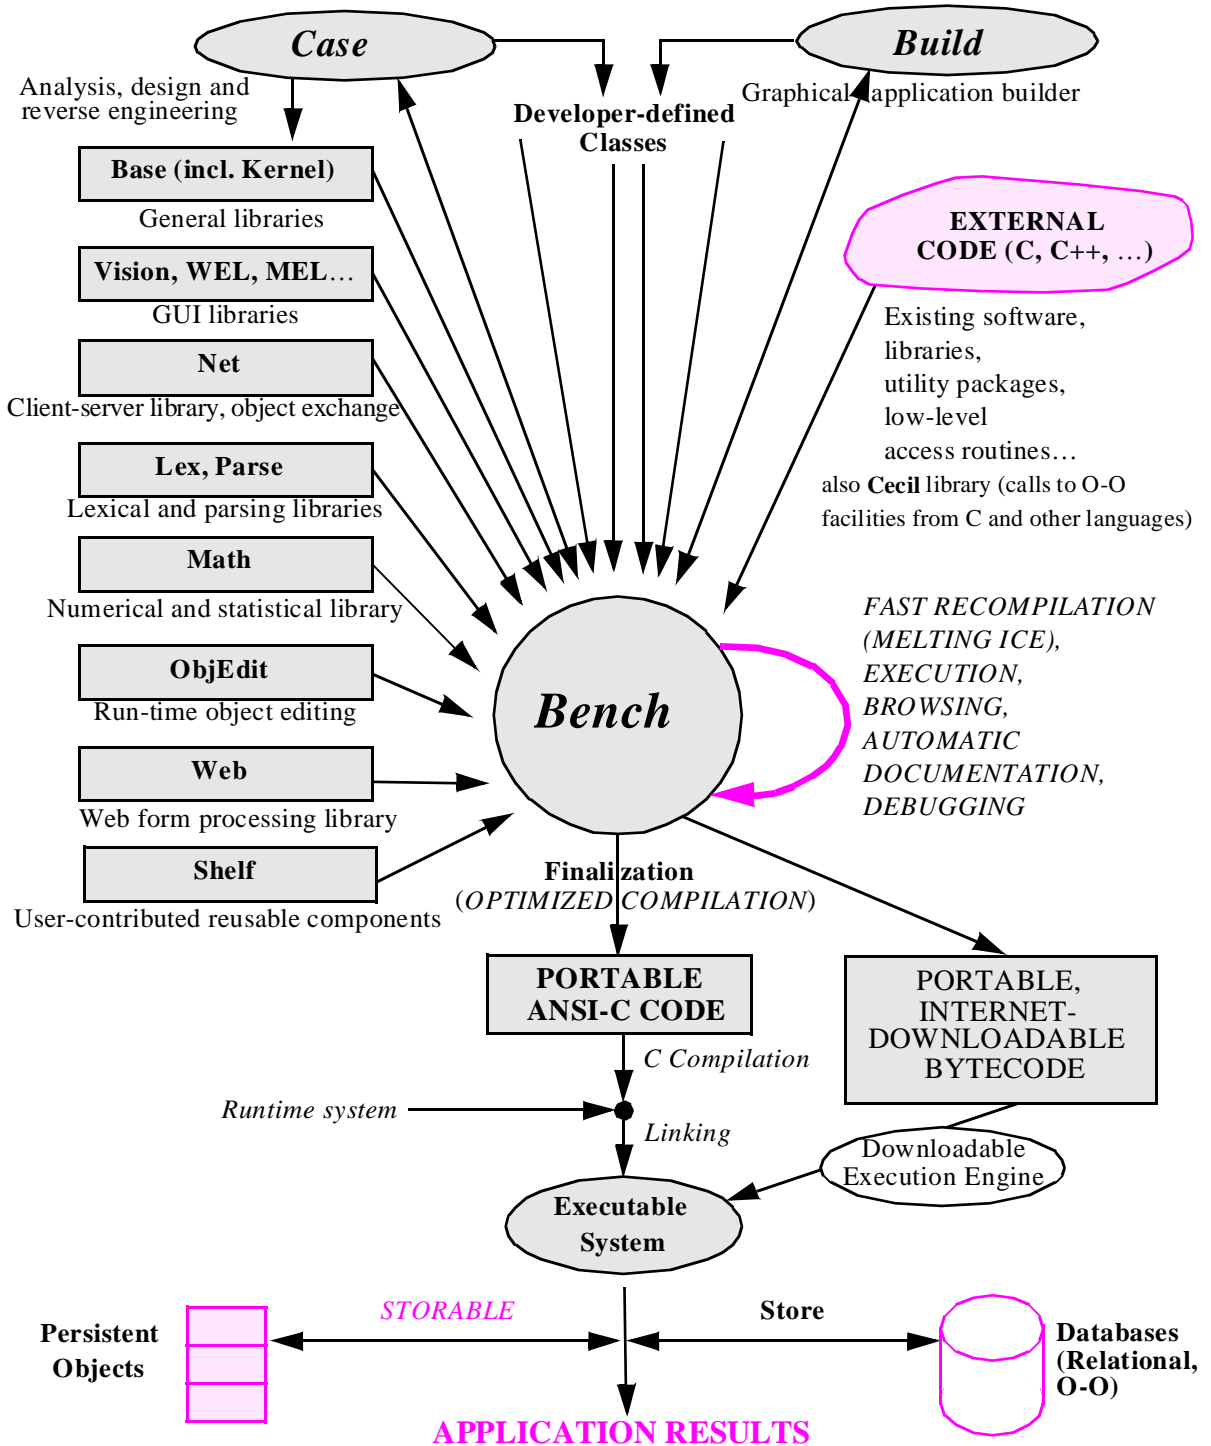 Case
Build
Analysis, design and
reverse engineering
Graphical application builder
Developer-defined
Classes
Base (incl. Kernel)
General libraries
EXTERNAL
CODE (C, C++, …)
Vision, WEL, MEL…
GUI libraries
Existing software,
libraries,
utility packages,
low-level
access routines…
also Cecil library (calls to O-O
facilities from C and other languages)
Net
Client-server library, object exchange
Lex, Parse
Lexical and parsing libraries
Math
Numerical and statistical library
ObjEdit
Run-time object editing
Web
Web form processing library
Shelf
User-contributed reusable components
Bench
FAST RECOMPILATION
(MELTING ICE),
EXECUTION,
BROWSING,
AUTOMATIC
DOCUMENTATION,
DEBUGGING
Finalization
(OPTIMIZED COMPILATION)
PORTABLE
ANSI-C CODE
PORTABLE,
INTERNET-
DOWNLOADABLE
BYTECODE
C Compilation
Runtime system
Linking
Downloadable
Execution Engine
Executable
System
STORABLE
Store
Persistent
Objects
Databases
(Relational,
O-O)
APPLICATION RESULTS